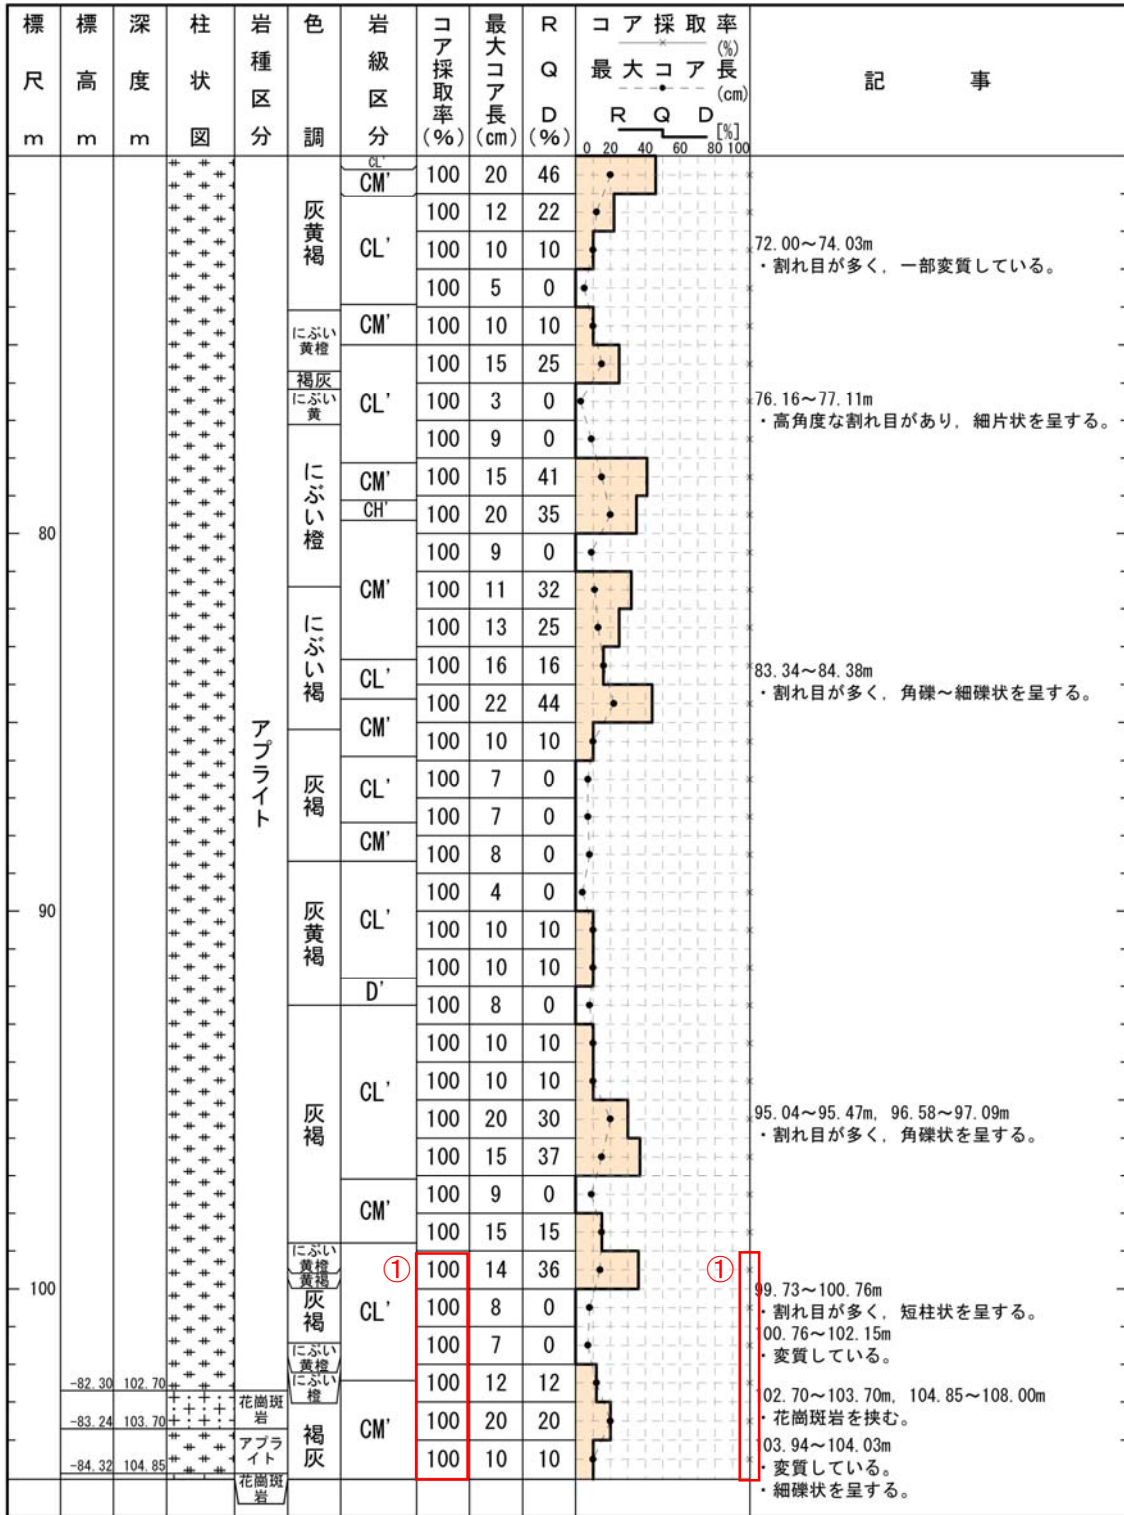 標尺m
標高m
深度m
柱状図
岩種区分
色調
岩級区分
コア採取率(%)
最大コア長(cm)
RQD(%)
コア採取率(%)
最大コア長(cm)
RQD[%]
0 20 40 60 80 100
記事
CL'
CM' 100 20 46
灰黄褐
100 12 22
CL' 100 10 10
72.00～74.03m
・割れ目が多く，一部変質している。
100 5 0
CM' 100 10 10
にぶい黄橙
100 15 25
褐灰
にぶい黄
CL' 100 3 0
76.16～77.11m
・高角度な割れ目があり，細片状を呈する。
100 9 0
にぶい橙
CM' 100 15 41
CH' 100 20 35
80
100 9 0
CM' 100 11 32
にぶい褐
100 13 25
100 16 16
CL'
83.34～84.38m
・割れ目が多く，角礫～細礫状を呈する。
100 22 44
アプライト
CM' 100 10 10
灰褐
CL' 100 7 0
100 7 0
CM' 100 8 0
100 4 0
90
灰黄褐
CL' 100 10 10
100 10 10
D' 100 8 0
100 10 10
灰褐
CL' 100 10 10
100 20 30
95.04～95.47m，96.58～97.09m
・割れ目が多く，角礫状を呈する。
100 15 37
100 9 0
CM' 100 15 15
にぶい黄橙
① 100 14 36 ①
黄褐
100
灰褐
CL' 100 8 0
99.73～100.76m
・割れ目が多く，短柱状を呈する。
100 7 0
100.76～102.15m
・変質している。
にぶい黄橙
にぶい橙
100 12 12
-82.30 102.70
花崗斑岩
102.70～103.70m，104.85～108.00m
・花崗斑岩を挟む。
-83.24 103.70
褐灰
CM' 100 20 20
アプライト
100 10 10
103.94～104.03m
・変質している。
・細礫状を呈する。
-84.32 104.85
花崗斑岩